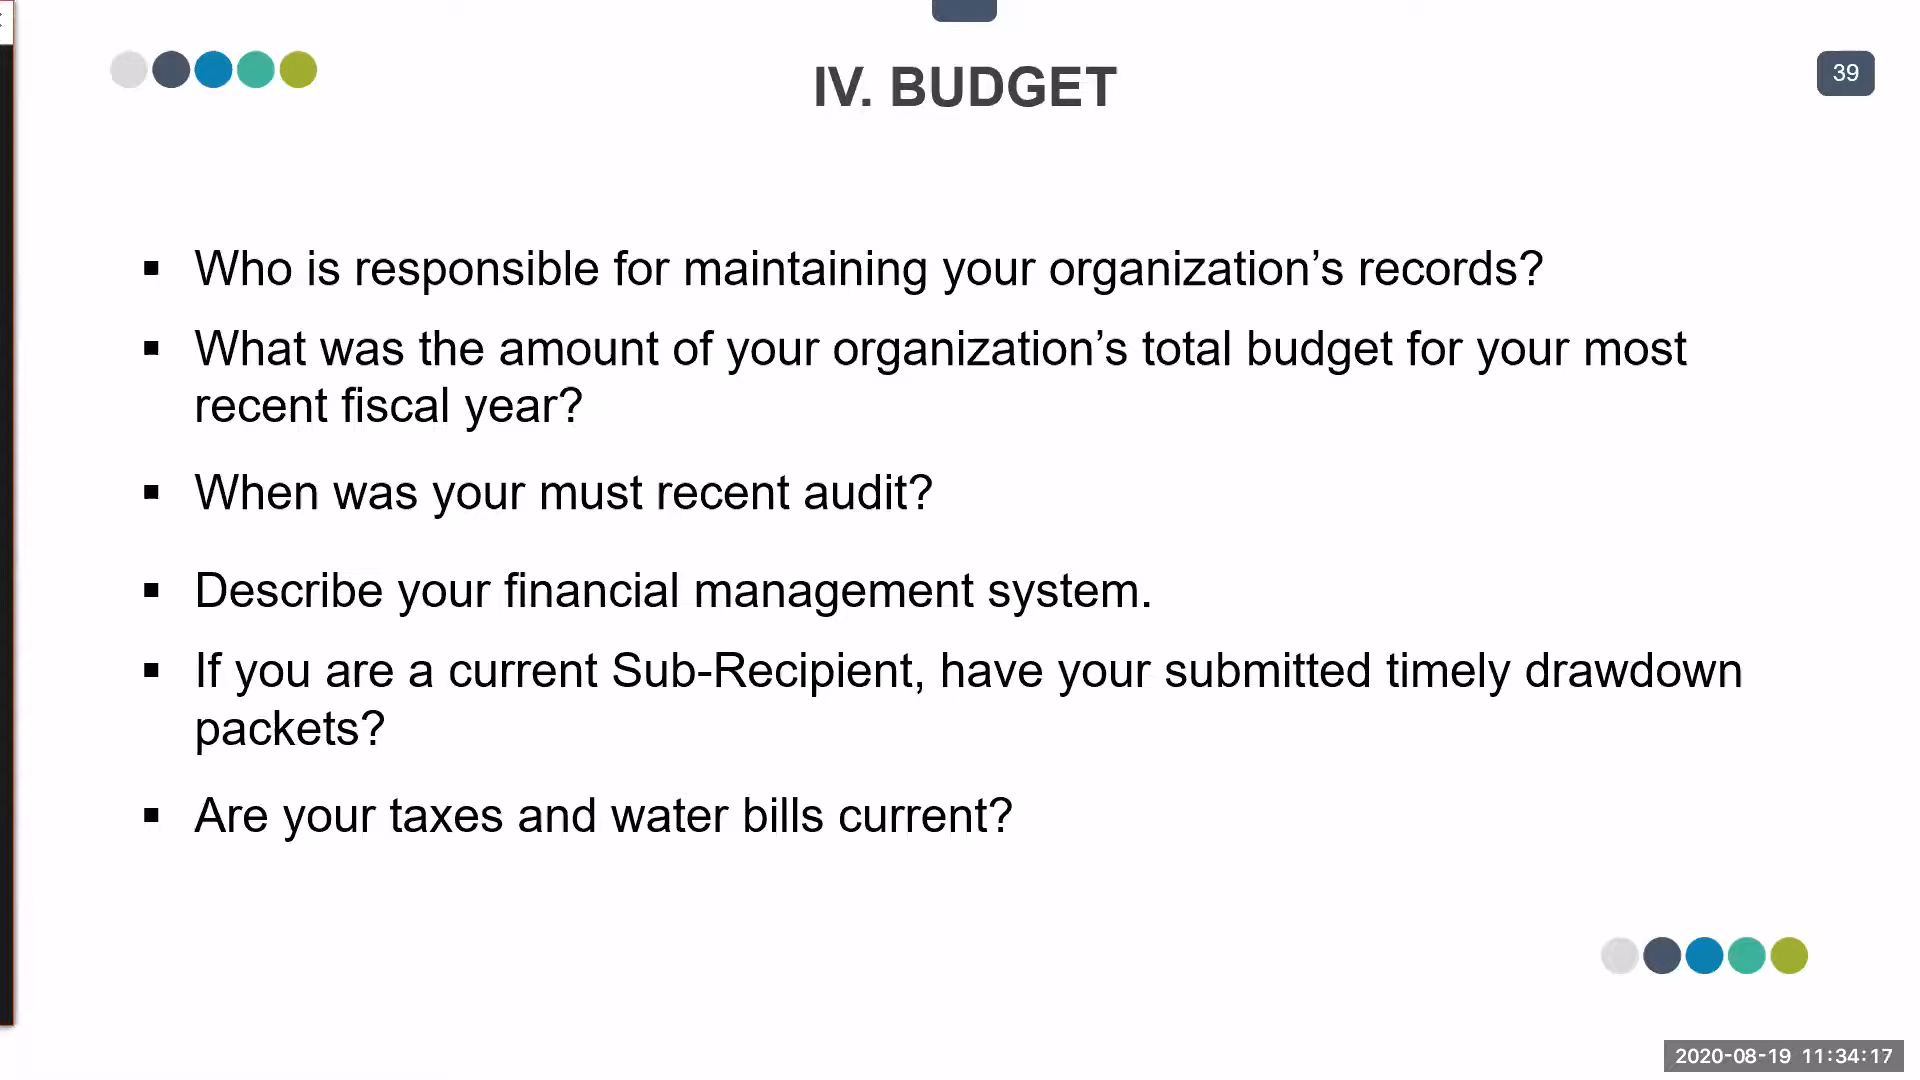 IV. BUDGET
39
▪ Who is responsible for maintaining your organization’s records?
▪ What was the amount of your organization’s total budget for your most
recent fiscal year?
▪ When was your must recent audit?
▪ Describe your financial management system.
▪ If you are a current Sub-Recipient, have your submitted timely drawdown
packets?
▪ Are your taxes and water bills current?
2020-08-19 11:34:17